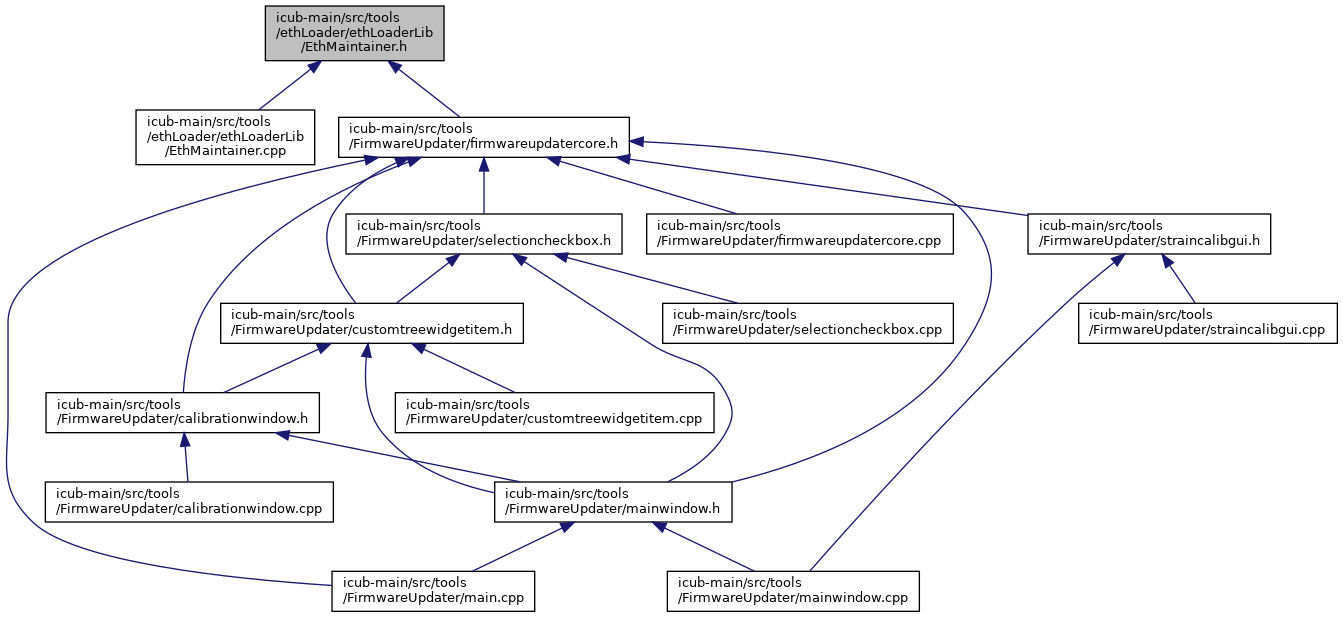 icub-main/src/tools
/ethLoader/ethLoaderLib
/EthMaintainer.h
icub-main/src/tools
/ethLoader/ethLoaderLib
/EthMaintainer.cpp
icub-main/src/tools
/FirmwareUpdater/firmwareupdatercore.h
icub-main/src/tools
/FirmwareUpdater/selectioncheckbox.h
icub-main/src/tools
/FirmwareUpdater/firmwareupdatercore.cpp
icub-main/src/tools
/FirmwareUpdater/straincalibgui.h
icub-main/src/tools
/FirmwareUpdater/customtreewidgetitem.h
icub-main/src/tools
/FirmwareUpdater/selectioncheckbox.cpp
icub-main/src/tools
/FirmwareUpdater/straincalibgui.cpp
icub-main/src/tools
/FirmwareUpdater/calibrationwindow.h
icub-main/src/tools
/FirmwareUpdater/customtreewidgetitem.cpp
icub-main/src/tools
/FirmwareUpdater/calibrationwindow.cpp
icub-main/src/tools
/FirmwareUpdater/mainwindow.h
icub-main/src/tools
/FirmwareUpdater/main.cpp
icub-main/src/tools
/FirmwareUpdater/mainwindow.cpp